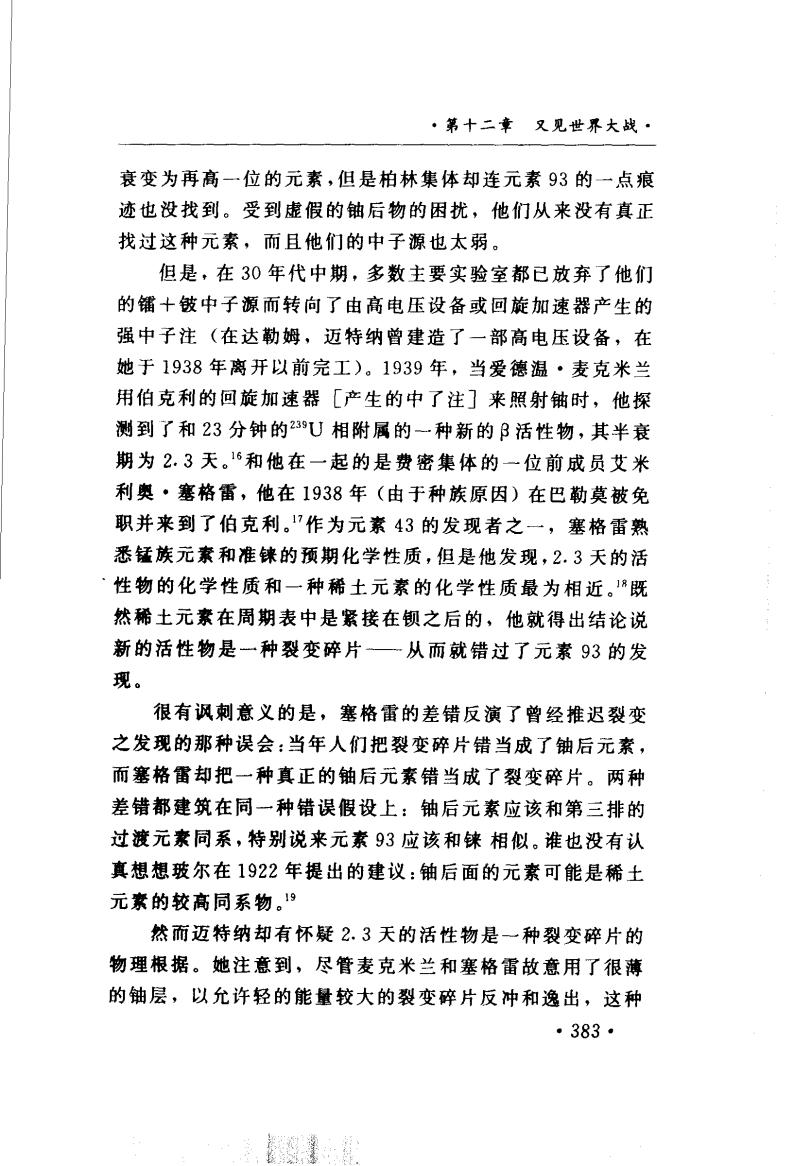 ·第十二章 又见世界大战·
衰变为再高一位的元素，但是柏林集体却连元素 93 的一点痕
迹也没找到。受到虚假的铀后物的困扰，他们从来没有真正
找过这种元素，而且他们的中子源也太弱。
但是，在 30 年代中期，多数主要实验室都已放弃了他们
的镭＋铍中子源而转向了由高电压设备或回旋加速器产生的
强中子注（在达勒姆，迈特纳曾建造了一部高电压设备，在
她于 1938 年离开以前完工）。1939 年，当爱德温·麦克米兰
用伯克利的回旋加速器［产生的中了注］来照射铀时，他探
测到了和 23 分钟的²³⁹U 相附属的一种新的β活性物，其半衰
期为 2.3 天。¹⁶和他在一起的是费密集体的一位前成员艾米
利奥·塞格雷，他在 1938 年（由于种族原因）在巴勒莫被免
职并来到了伯克利。¹⁷作为元素 43 的发现者之一，塞格雷熟
悉锰族元素和准铼的预期化学性质，但是他发现，2.3 天的活
性物的化学性质和一种稀土元素的化学性质最为相近。¹⁸既
然稀土元素在周期表中是紧接在钡之后的，他就得出结论说
新的活性物是一种裂变碎片——从而就错过了元素 93 的发
现。
很有讽刺意义的是，塞格雷的差错反演了曾经推迟裂变
之发现的那种误会：当年人们把裂变碎片错当成了铀后元素，
而塞格雷却把一种真正的铀后元素错当成了裂变碎片。两种
差错都建筑在同一种错误假设上：铀后元素应该和第三排的
过渡元素同系，特别说来元素 93 应该和铼 相似。谁也没有认
真想想玻尔在 1922 年提出的建议：铀后面的元素可能是稀土
元素的较高同系物。¹⁹
然而迈特纳却有怀疑 2.3 天的活性物是一种裂变碎片的
物理根据。她注意到，尽管麦克米兰和塞格雷故意用了很薄
的铀层，以允许轻的能量较大的裂变碎片反冲和逸出，这种
·383·